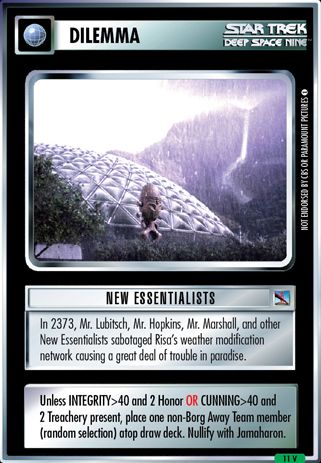 DILEMMA
STAR TREK
DEEP SPACE NINE
NOT ENDORSED BY CBS OR PARAMOUNT PICTURES
NEW ESSENTIALISTS
In 2373, Mr. Lubitsch, Mr. Hopkins, Mr. Marshall, and other
New Essentialists sabotaged Risa's weather modification
network causing a great deal of trouble in paradise.
Unless INTEGRITY>40 and 2 Honor OR CUNNING>40 and
2 Treachery present, place one non-Borg Away Team member
(random selection) atop draw deck. Nullify with Jamaharon.
11 V